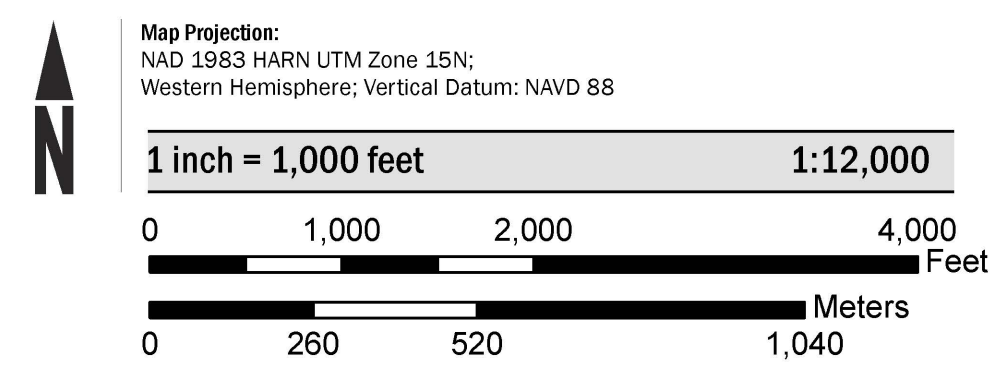 N
Map Projection:
NAD 1983 HARN UTM Zone 15N;
Western Hemisphere; Vertical Datum: NAVD 88
1 inch = 1,000 feet 1:12,000
0 1,000 2,000 4,000
Feet
Meters
0 260 520 1,040